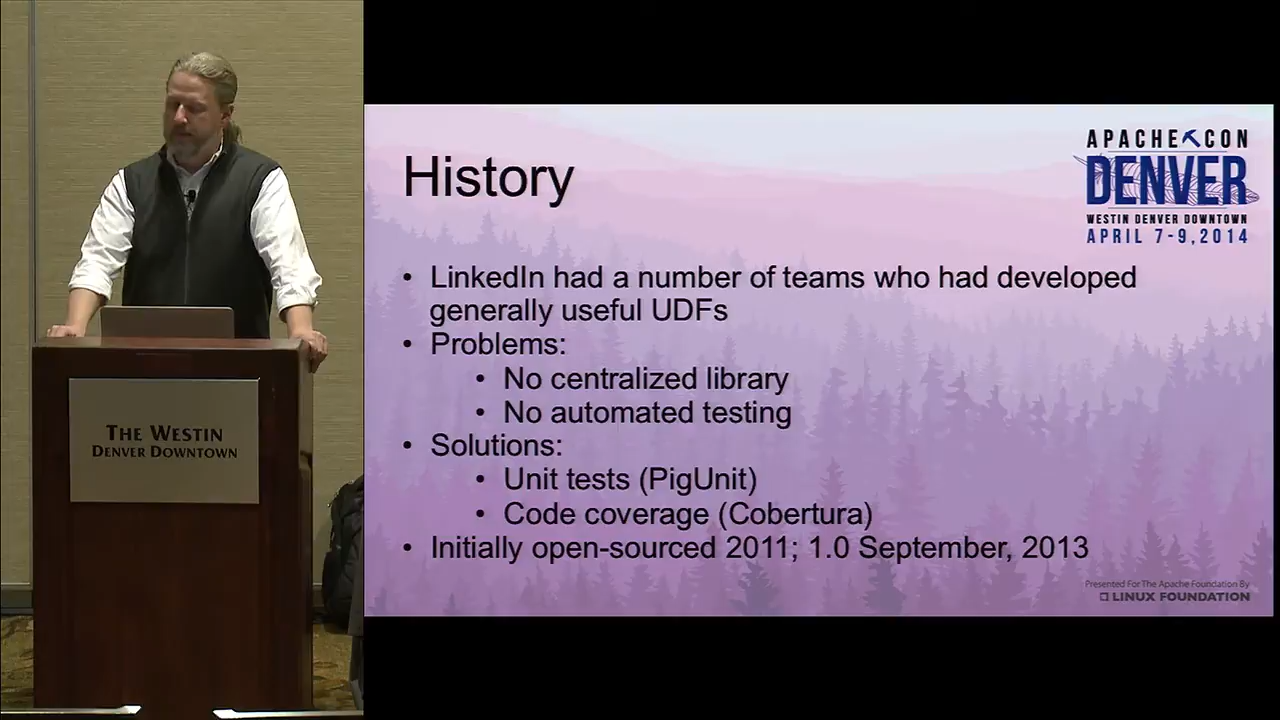 THE WESTIN
DENVER DOWNTOWN
History
APACHE CON
DENVER
WESTIN DENVER DOWNTOWN
APRIL 7-9,2014
• LinkedIn had a number of teams who had developed
generally useful UDFs
• Problems:
• No centralized library
• No automated testing
• Solutions:
• Unit tests (PigUnit)
• Code coverage (Cobertura)
• Initially open-sourced 2011; 1.0 September, 2013
Presented For The Apache Foundation By
LINUX FOUNDATION